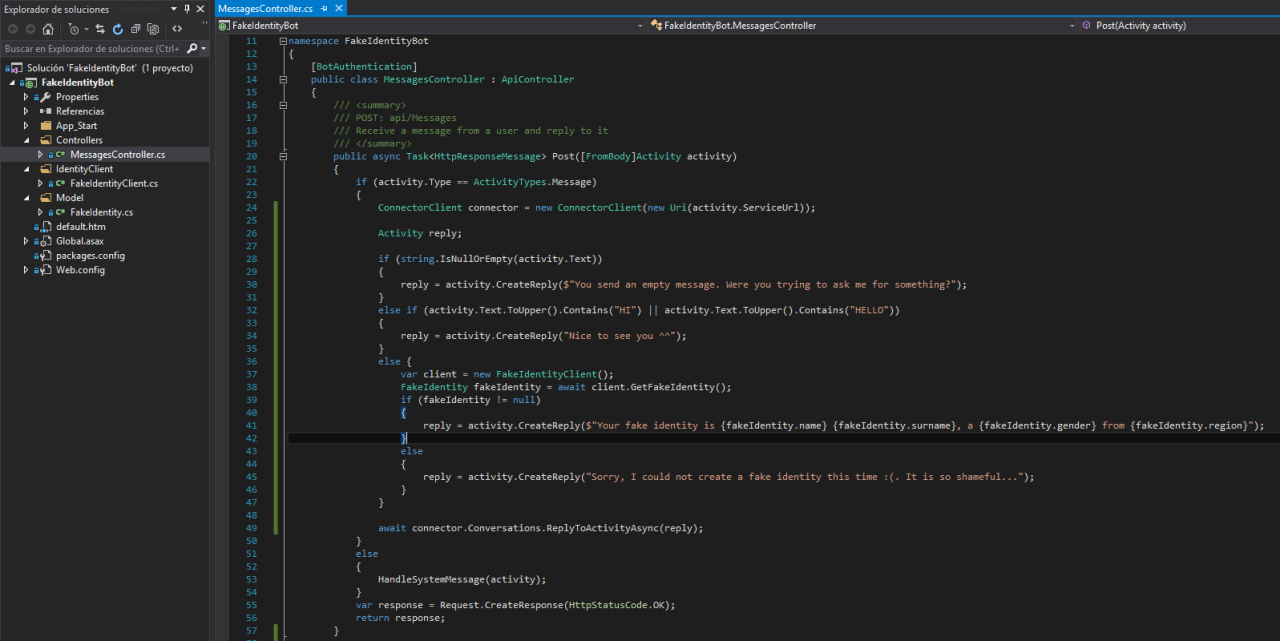 Explorador de soluciones
Buscar en Explorador de soluciones (Ctrl+
Solución 'FakeIdentityBot' (1 proyecto)
FakeIdentityBot
Properties
Referencias
App_Start
Controllers
MessagesController.cs
IdentityClient
FakeIdentityClient.cs
Model
FakeIdentity.cs
default.htm
Global.asax
packages.config
Web.config
MessagesController.cs
FakeIdentityBot
FakeIdentityBot.MessagesController
Post(Activity activity)
11 namespace FakeIdentityBot
12 {
13 [BotAuthentication]
14 public class MessagesController : ApiController
15 {
16 /// <summary>
17 /// POST: api/Messages
18 /// Receive a message from a user and reply to it
19 /// </summary>
20 public async Task<HttpResponseMessage> Post([FromBody]Activity activity)
21 {
22 if (activity.Type == ActivityTypes.Message)
23 {
24 ConnectorClient connector = new ConnectorClient(new Uri(activity.ServiceUrl));
25
26 Activity reply;
27
28 if (string.IsNullOrEmpty(activity.Text))
29 {
30 reply = activity.CreateReply($"You send an empty message. Were you trying to ask me for something?");
31 }
32 else if (activity.Text.ToUpper().Contains("HI") || activity.Text.ToUpper().Contains("HELLO"))
33 {
34 reply = activity.CreateReply("Nice to see you ^^");
35 }
36 else {
37 var client = new FakeIdentityClient();
38 FakeIdentity fakeIdentity = await client.GetFakeIdentity();
39 if (fakeIdentity != null)
40 {
41 reply = activity.CreateReply($"Your fake identity is {fakeIdentity.name} {fakeIdentity.surname}, a {fakeIdentity.gender} from {fakeIdentity.region}");
42 }
43 else
44 {
45 reply = activity.CreateReply("Sorry, I could not create a fake identity this time :(. It is so shameful...");
46 }
47 }
48
49 await connector.Conversations.ReplyToActivityAsync(reply);
50 }
51 else
52 {
53 HandleSystemMessage(activity);
54 }
55 var response = Request.CreateResponse(HttpStatusCode.OK);
56 return response;
57 }